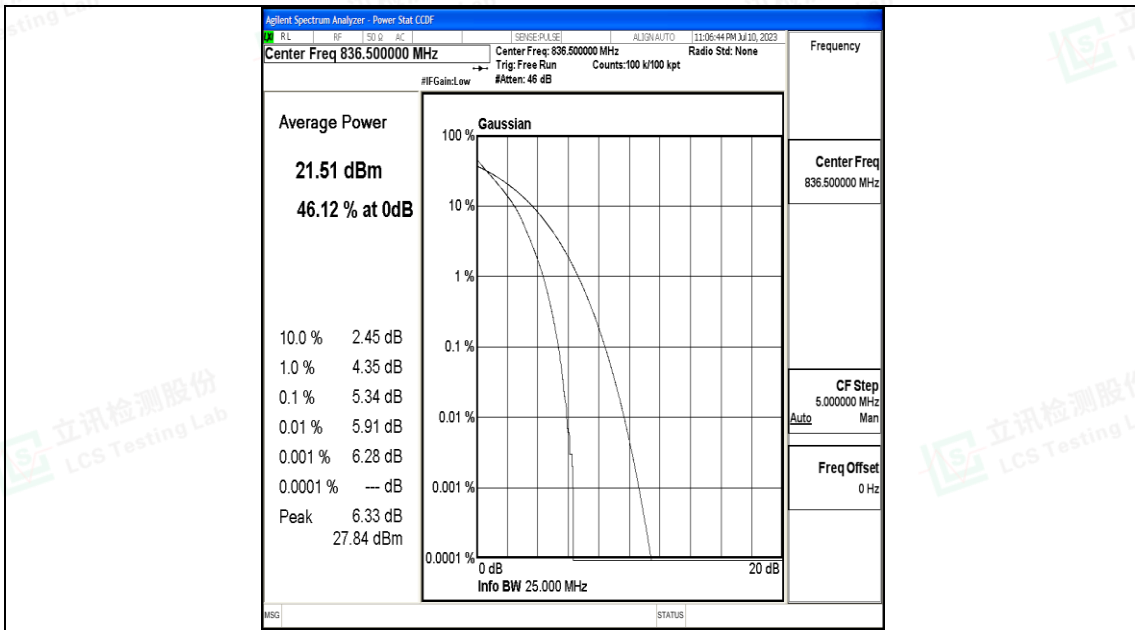 Agilent Spectrum Analyzer - Power Stat CCDF
RL RF 50 Ω AC SENSE:PULSE ALIGN AUTO 11:06:44 PM Jul 10, 2023
Center Freq 836.500000 MHz
Center Freq: 836.500000 MHz Radio Std: None
Trig: Free Run Counts:100 k/100 kpt
#IFGain:Low #Atten: 46 dB
Frequency
Average Power
21.51 dBm
46.12 % at 0dB
10.0 % 2.45 dB
1.0 % 4.35 dB
0.1 % 5.34 dB
0.01 % 5.91 dB
0.001 % 6.28 dB
0.0001 % --- dB
Peak 6.33 dB
27.84 dBm
Gaussian
100 %
10 %
1 %
0.1 %
0.01 %
0.001 %
0.0001 %
0 dB 20 dB
Info BW 25.000 MHz
Center Freq
836.500000 MHz
CF Step
5.000000 MHz
Auto Man
Freq Offset
0 Hz
MSG STATUS
立讯检测股份
LCS Testing Lab
立讯检测股份
LCS Testing L